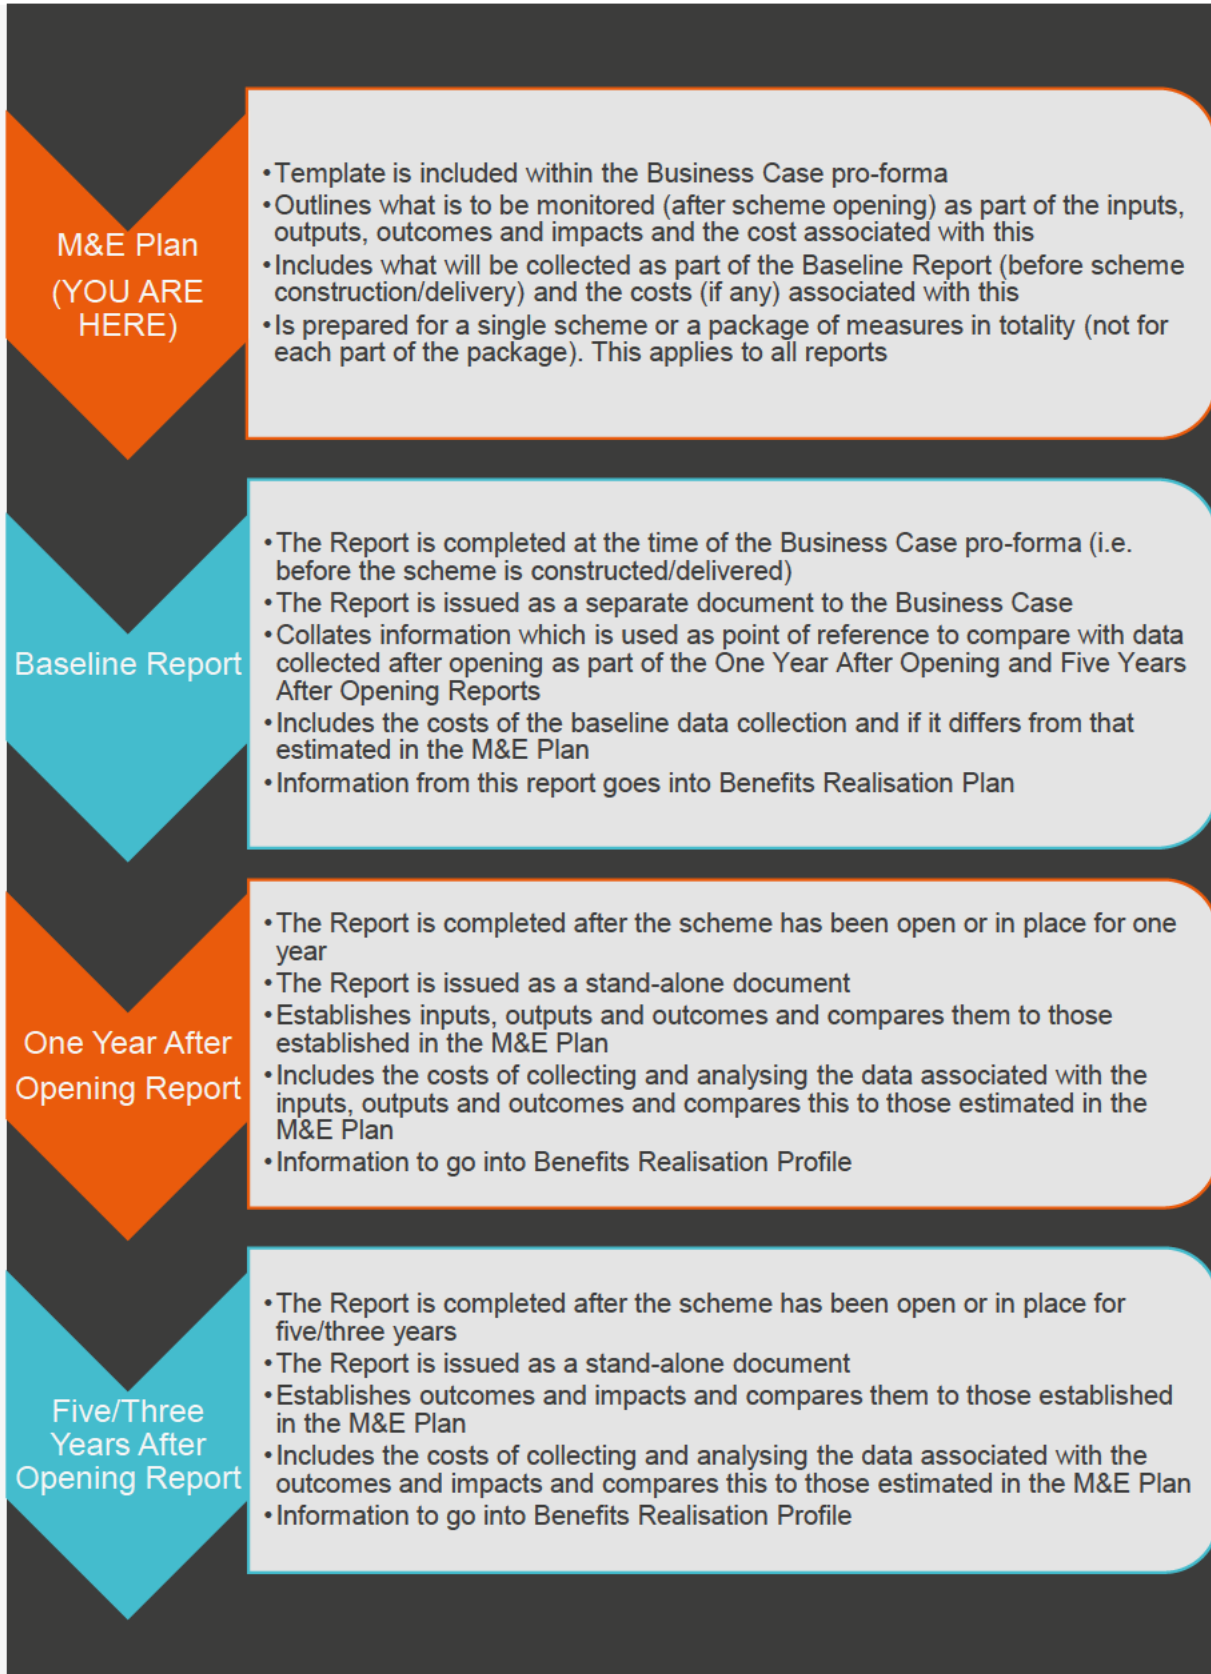 M&E Plan
(YOU ARE
HERE)
•Template is included within the Business Case pro-forma
•Outlines what is to be monitored (after scheme opening) as part of the inputs,
outputs, outcomes and impacts and the cost associated with this
•Includes what will be collected as part of the Baseline Report (before scheme
construction/delivery) and the costs (if any) associated with this
•Is prepared for a single scheme or a package of measures in totality (not for
each part of the package). This applies to all reports
Baseline Report
•The Report is completed at the time of the Business Case pro-forma (i.e.
before the scheme is constructed/delivered)
•The Report is issued as a separate document to the Business Case
•Collates information which is used as point of reference to compare with data
collected after opening as part of the One Year After Opening and Five Years
After Opening Reports
•Includes the costs of the baseline data collection and if it differs from that
estimated in the M&E Plan
•Information from this report goes into Benefits Realisation Plan
One Year After
Opening Report
•The Report is completed after the scheme has been open or in place for one
year
•The Report is issued as a stand-alone document
•Establishes inputs, outputs and outcomes and compares them to those
established in the M&E Plan
•Includes the costs of collecting and analysing the data associated with the
inputs, outputs and outcomes and compares this to those estimated in the
M&E Plan
•Information to go into Benefits Realisation Profile
Five/Three
Years After
Opening Report
•The Report is completed after the scheme has been open or in place for
five/three years
•The Report is issued as a stand-alone document
•Establishes outcomes and impacts and compares them to those established
in the M&E Plan
•Includes the costs of collecting and analysing the data associated with the
outcomes and impacts and compares this to those estimated in the M&E Plan
•Information to go into Benefits Realisation Profile